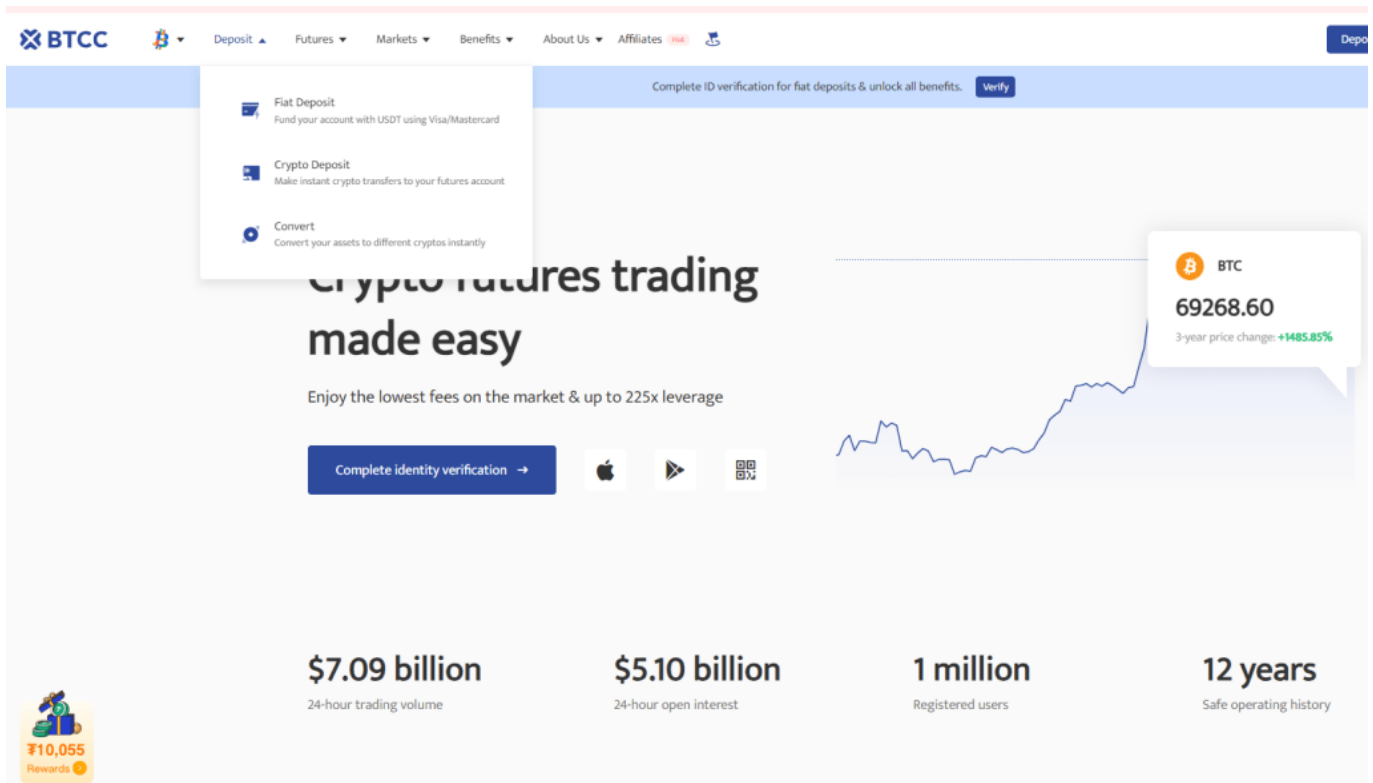 BTCC
Deposit
Futures
Markets
Benefits
About Us
Affiliates
Hot
Depo
Complete ID verification for fiat deposits & unlock all benefits.
Verify
Fiat Deposit
Fund your account with USDT using Visa/Mastercard
Crypto Deposit
Make instant crypto transfers to your futures account
Convert
Convert your assets to different cryptos instantly
Crypto futures trading
made easy
Enjoy the lowest fees on the market & up to 225x leverage
Complete identity verification →
BTC
69268.60
3-year price change: +1485.85%
$7.09 billion
24-hour trading volume
$5.10 billion
24-hour open interest
1 million
Registered users
12 years
Safe operating history
₮10,055
Rewards